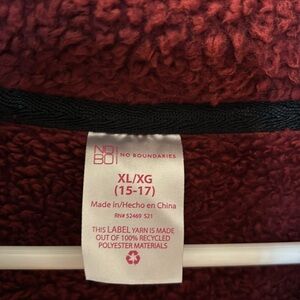 NO
BO!
NO BOUNDARIES
XL/XG
(15-17)
Made in/Hecho en China
RN# 52469 S21
THIS LABEL YARN IS MADE
OUT OF 100% RECYCLED
POLYESTER MATERIALS